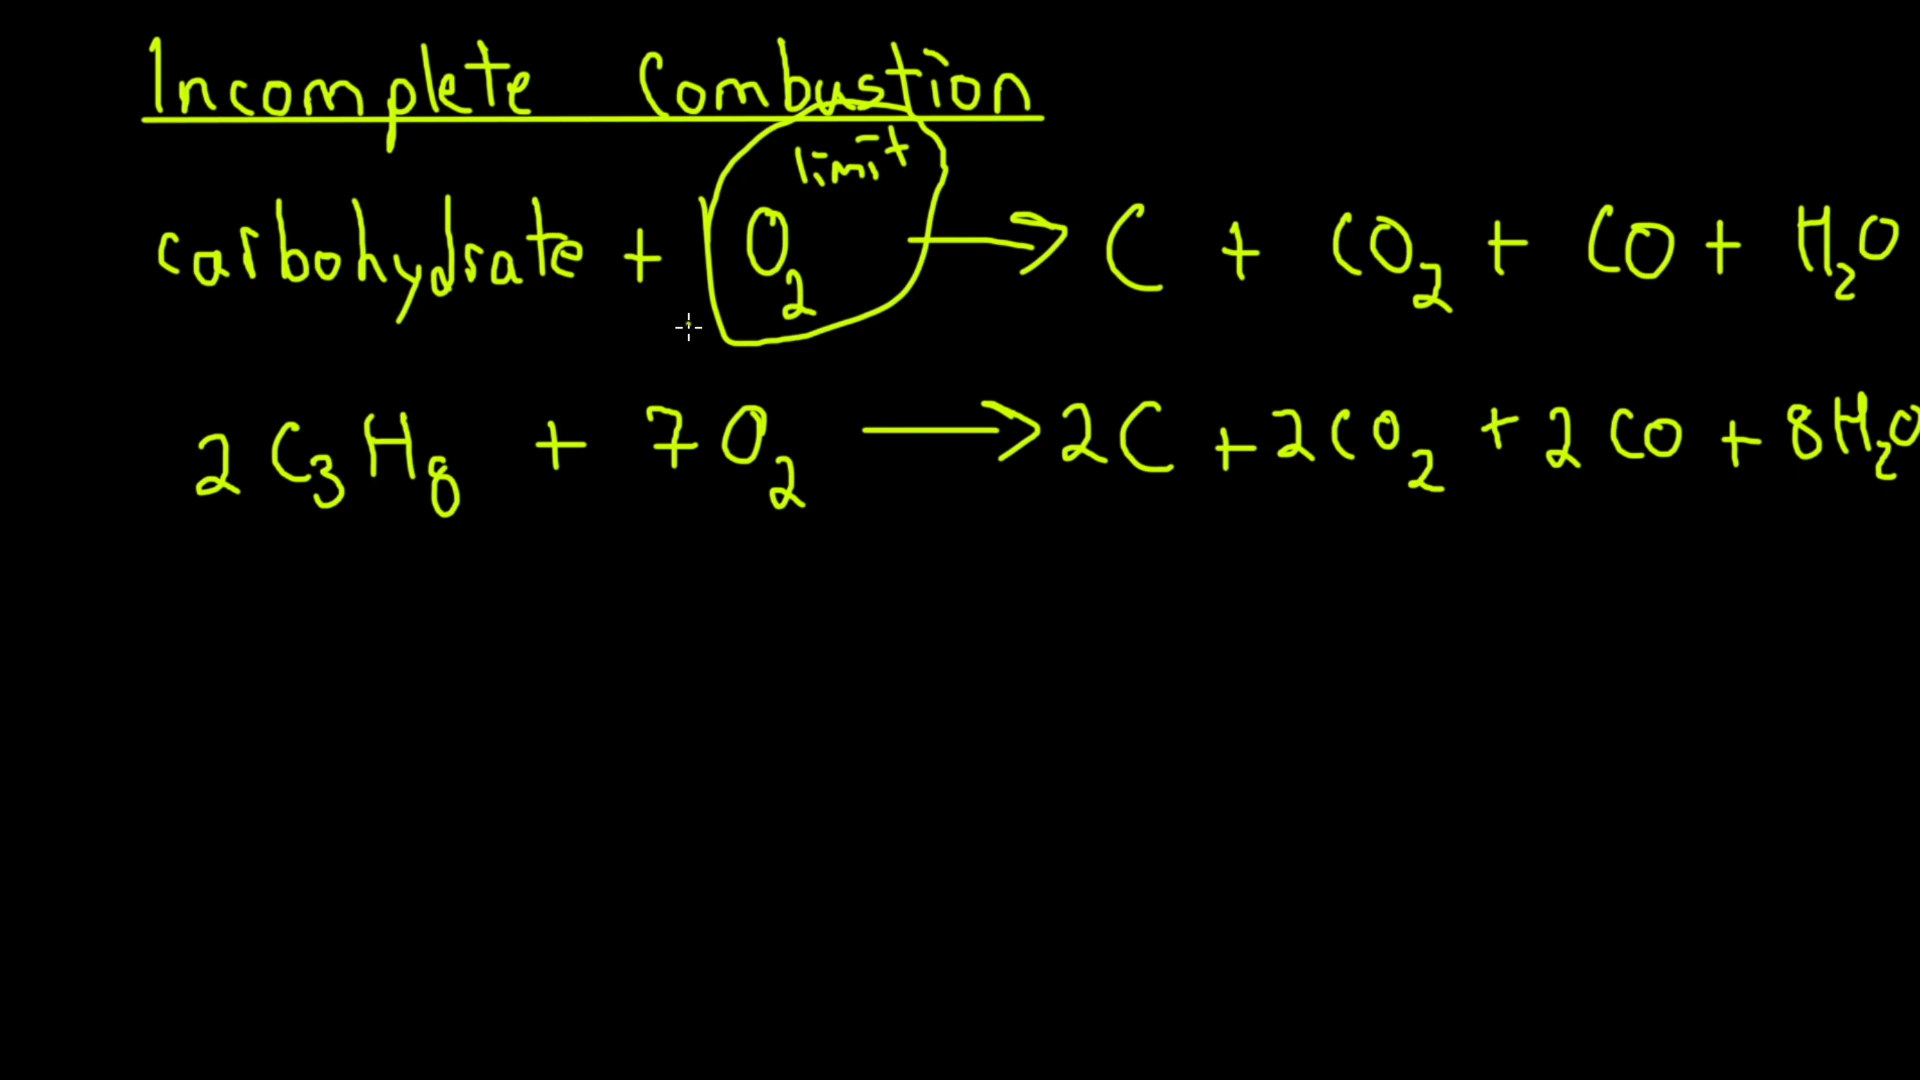 Incomplete Combustion
limit
carbohydrate + O₂ → C + CO₂ + CO + H₂O
2C₃H₈ + 7O₂ → 2C + 2CO₂ + 2CO + 8H₂O